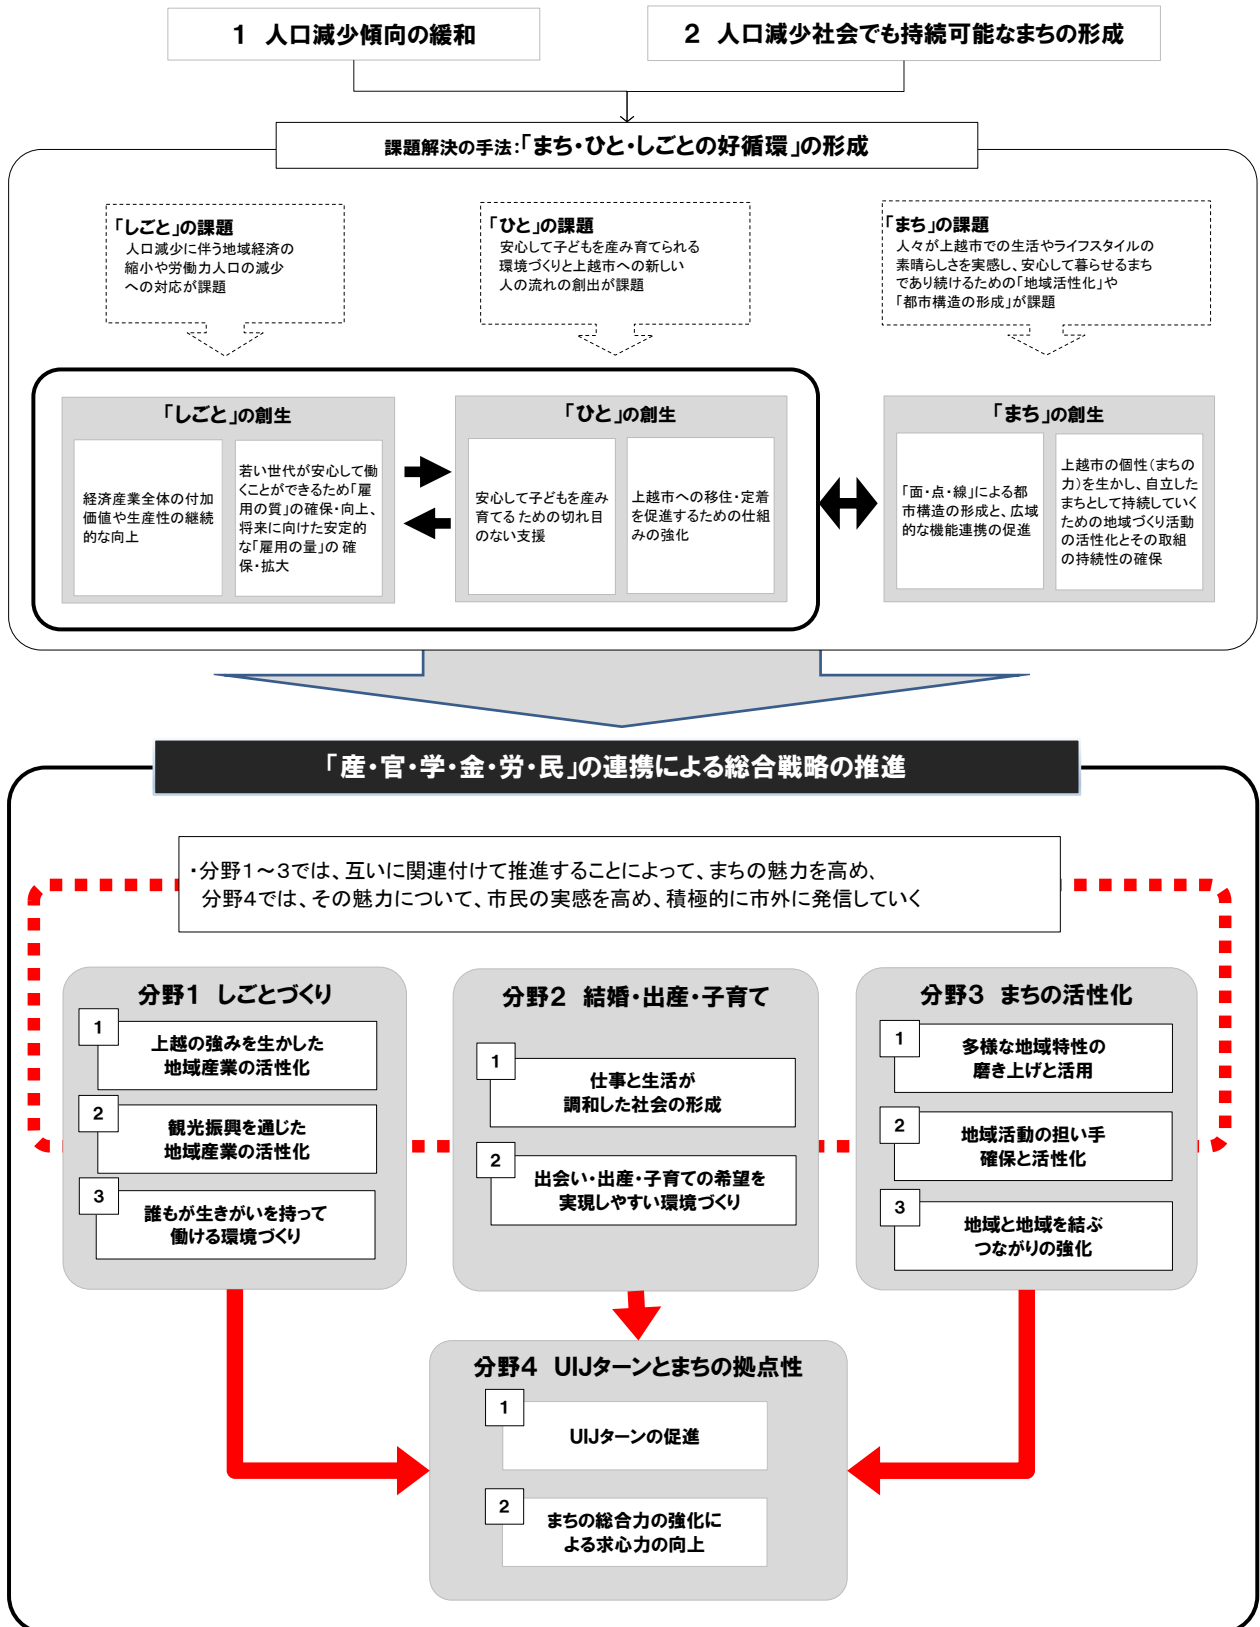 1 人口減少傾向の緩和
2 人口減少社会でも持続可能なまちの形成
課題解決の手法:「まち・ひと・しごとの好循環」の形成
「しごと」の課題
人口減少に伴う地域経済の
縮小や労働力人口の減少
への対応が課題
「ひと」の課題
安心して子どもを産み育てられる
環境づくりと上越市への新しい
人の流れの創出が課題
「まち」の課題
人々が上越市での生活やライフスタイルの
素晴らしさを実感し、安心して暮らせるまち
であり続けるための「地域活性化」や
「都市構造の形成」が課題
「しごと」の創生
経済産業全体の付加
価値や生産性の継続
的な向上
若い世代が安心して働
くことができるため「雇
用の質」の確保・向上、
将来に向けた安定的
な「雇用の量」の 確
保・拡大
「ひと」の創生
安心して子どもを産み
育てるための切れ目
のない支援
上越市への移住・定着
を促進するための仕組
みの強化
「まち」の創生
「面・点・線」による都
市構造の形成と、広域
的な機能連携の促進
上越市の個性(まちの
力)を生かし、自立した
まちとして持続していく
ための地域づくり活動
の活性化とその取組
の持続性の確保
「産・官・学・金・労・民」の連携による総合戦略の推進
・分野1~3では、互いに関連付けて推進することによって、まちの魅力を高め、
分野4では、その魅力について、市民の実感を高め、積極的に市外に発信していく
分野1 しごとづくり
1
上越の強みを生かした
地域産業の活性化
2
観光振興を通じた
地域産業の活性化
3
誰もが生きがいを持って
働ける環境づくり
分野2 結婚・出産・子育て
1
仕事と生活が
調和した社会の形成
2
出会い・出産・子育ての希望を
実現しやすい環境づくり
分野3 まちの活性化
1
多様な地域特性の
磨き上げと活用
2
地域活動の担い手
確保と活性化
3
地域と地域を結ぶ
つながりの強化
分野4 UIJターンとまちの拠点性
1
UIJターンの促進
2
まちの総合力の強化に
よる求心力の向上